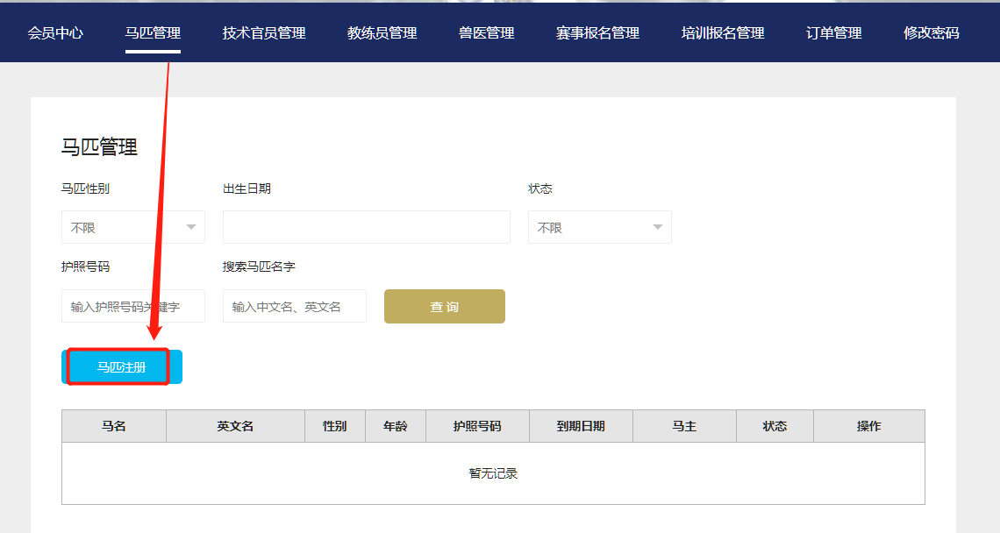 会员中心 马匹管理 技术官员管理 教练员管理 兽医管理 赛事报名管理 培训报名管理 订单管理 修改密码
马匹管理
马匹性别 出生日期 状态
不限 不限
护照号码 搜索马匹名字
输入护照号码关键字 输入中文名、英文名 查 询
马匹注册
马名 英文名 性别 年龄 护照号码 到期日期 马主 状态 操作
暂无记录